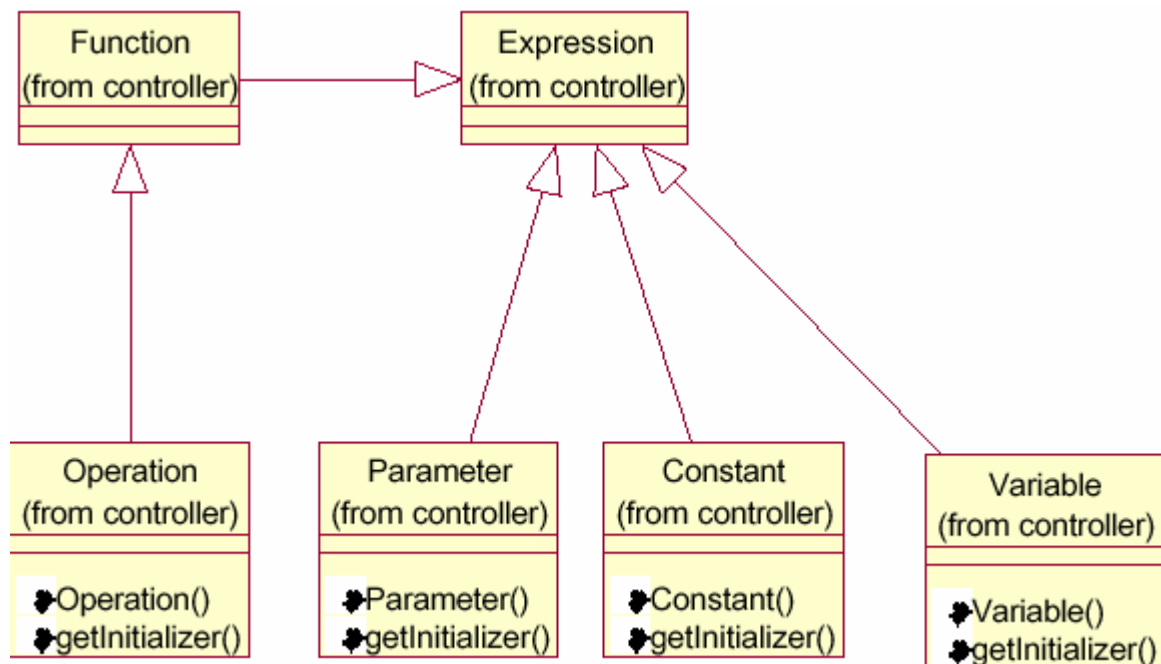 Function
(from controller)
Expression
(from controller)
Operation
(from controller)
Operation()
getInitializer()
Parameter
(from controller)
Parameter()
getInitializer()
Constant
(from controller)
Constant()
getInitializer()
Variable
(from controller)
Variable()
getInitializer()